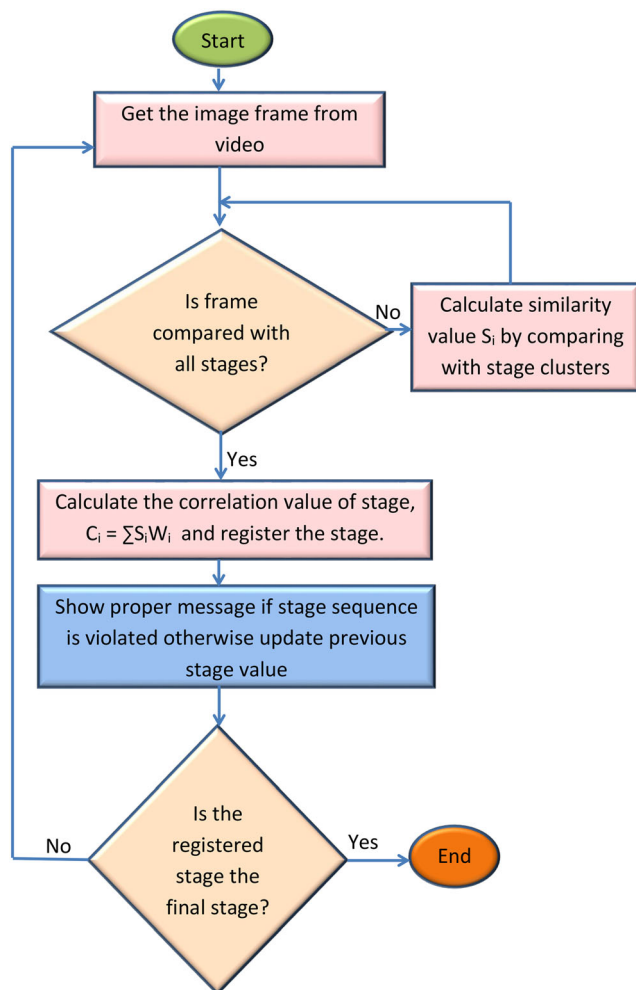 Start
Get the image frame from
video
Is frame
compared with
all stages?
No
Calculate similarity
value Sᵢ by comparing
with stage clusters
Yes
Calculate the correlation value of stage,
Cᵢ = ∑SᵢWᵢ and register the stage.
Show proper message if stage sequence
is violated otherwise update previous
stage value
Is the
registered
stage the
final stage?
No
Yes
End